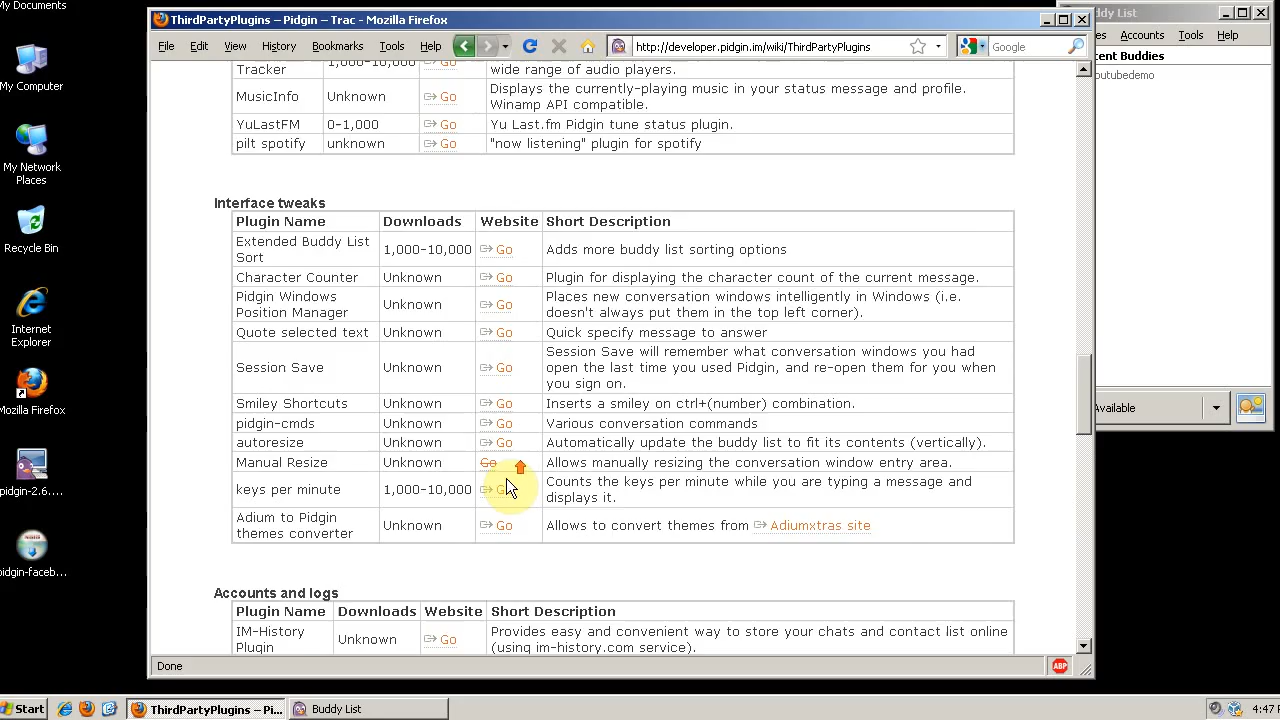 My Documents
ThirdPartyPlugins – Pidgin – Trac - Mozilla Firefox
File Edit View History Bookmarks Tools Help
http://developer.pidgin.im/wiki/ThirdPartyPlugins
Google
ddy List
es Accounts Tools Help
cent Buddies
outubedemo
Available
My Computer
My Network Places
Recycle Bin
Internet Explorer
Mozilla Firefox
pidgin-2.6....
pidgin-faceb...
Tracker 1,000-10,000 Go wide range of audio players.
MusicInfo Unknown Go Displays the currently-playing music in your status message and profile.
Winamp API compatible.
YuLastFM 0-1,000 Go Yu Last.fm Pidgin tune status plugin.
pilt spotify unknown Go "now listening" plugin for spotify
Interface tweaks
Plugin Name Downloads Website Short Description
Extended Buddy List Sort 1,000-10,000 Go Adds more buddy list sorting options
Character Counter Unknown Go Plugin for displaying the character count of the current message.
Pidgin Windows Position Manager Unknown Go Places new conversation windows intelligently in Windows (i.e.
doesn't always put them in the top left corner).
Quote selected text Unknown Go Quick specify message to answer
Session Save Unknown Go Session Save will remember what conversation windows you had
open the last time you used Pidgin, and re-open them for you when
you sign on.
Smiley Shortcuts Unknown Go Inserts a smiley on ctrl+(number) combination.
pidgin-cmds Unknown Go Various conversation commands
autoresize Unknown Go Automatically update the buddy list to fit its contents (vertically).
Manual Resize Unknown Go Allows manually resizing the conversation window entry area.
keys per minute 1,000-10,000 Go Counts the keys per minute while you are typing a message and
displays it.
Adium to Pidgin themes converter Unknown Go Allows to convert themes from Adiumxtras site
Accounts and logs
Plugin Name Downloads Website Short Description
IM-History Plugin Unknown Go Provides easy and convenient way to store your chats and contact list online
(using im-history.com service).
Done
ABP
Start
ThirdPartyPlugins – Pi...
Buddy List
4:47